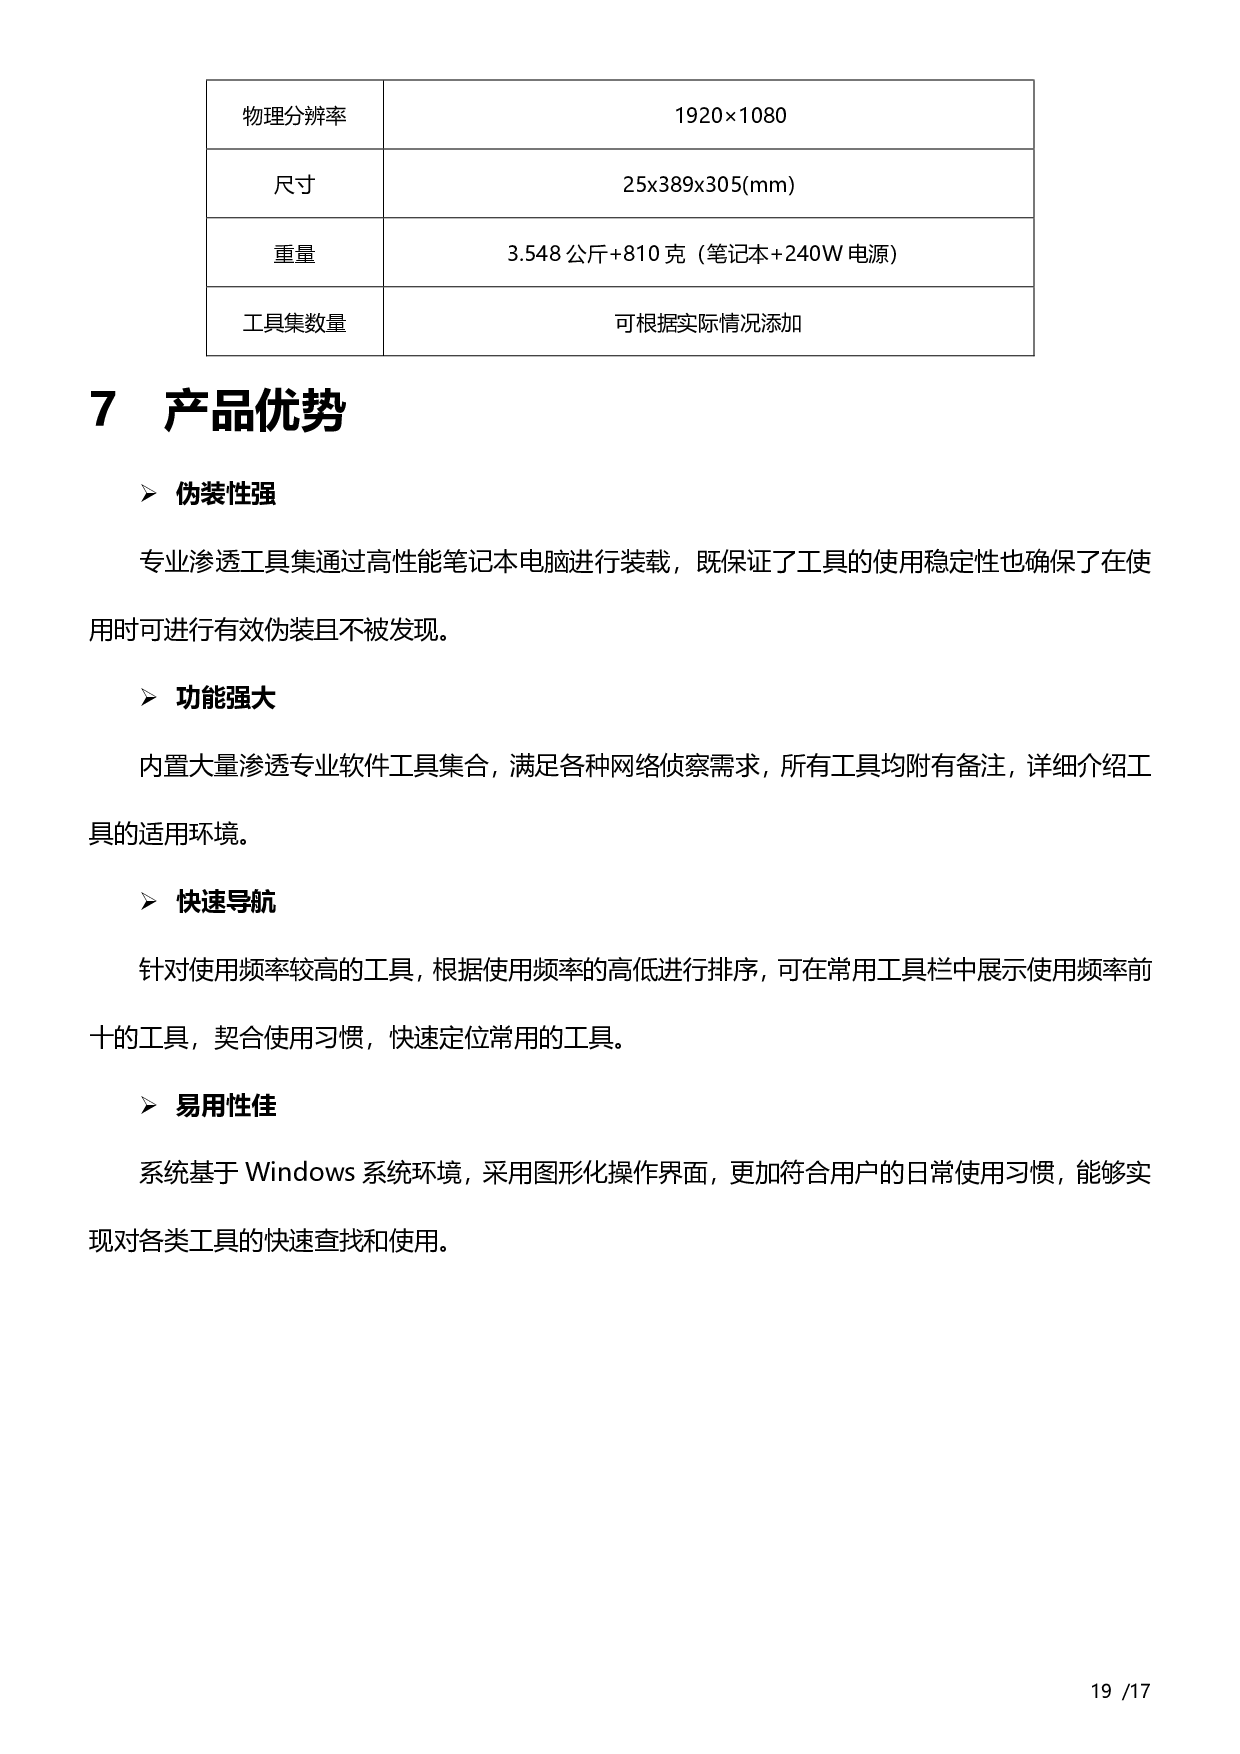 物理分辨率 1920×1080
尺寸 25x389x305(mm)
重量 3.548 公斤+810 克（笔记本+240W 电源）
工具集数量 可根据实际情况添加
7 产品优势
➢ 伪装性强
专业渗透工具集通过高性能笔记本电脑进行装载，既保证了工具的使用稳定性也确保了在使
用时可进行有效伪装且不被发现。
➢ 功能强大
内置大量渗透专业软件工具集合，满足各种网络侦察需求，所有工具均附有备注，详细介绍工
具的适用环境。
➢ 快速导航
针对使用频率较高的工具，根据使用频率的高低进行排序，可在常用工具栏中展示使用频率前
十的工具，契合使用习惯，快速定位常用的工具。
➢ 易用性佳
系统基于 Windows 系统环境，采用图形化操作界面，更加符合用户的日常使用习惯，能够实
现对各类工具的快速查找和使用。
19 /17